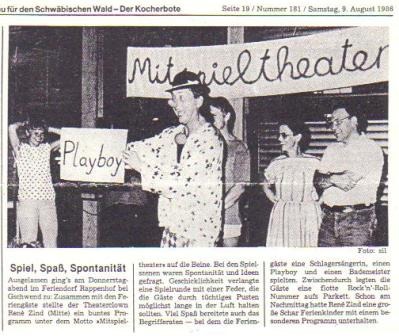 u für den Schwäbischen Wald – Der Kocherbote
Seite 19 / Nummer 181 / Samstag, 9. August 1986
Mitspieltheater
Playboy
Foto: sil
Spiel, Spaß, Spontanität
Ausgelassen ging's am Donnerstag-
abend im Feriendorf Rappenhof bei
Gschwend zu: Zusammen mit den Fe-
riengäste stellte der Theaterclown
René Zind (Mitte) ein buntes Pro-
gramm unter dem Motto »Mitspiel-
theaters auf die Beine. Bei den Spiel-
szenen waren Spontanität und Ideen
gefragt. Geschicklichkeit verlangte
eine Spielrunde mit einer Feder, die
die Gäste durch tüchtiges Pusten
möglichst lange in der Luft halten
sollten. Viel Spaß bereitete auch das
Begrifferaten – bei dem die Ferien-
gäste eine Schlagersängerin, einen
Playboy und einen Bademeister
spielten. Zwischendurch legten die
Gäste eine flotte Rock'n'-Roll-
Nummer aufs Parkett. Schon am
Nachmittag hatte René Zind eine gro-
ße Schar Ferienkinder mit einem be-
sonderen Programm unterhalten.